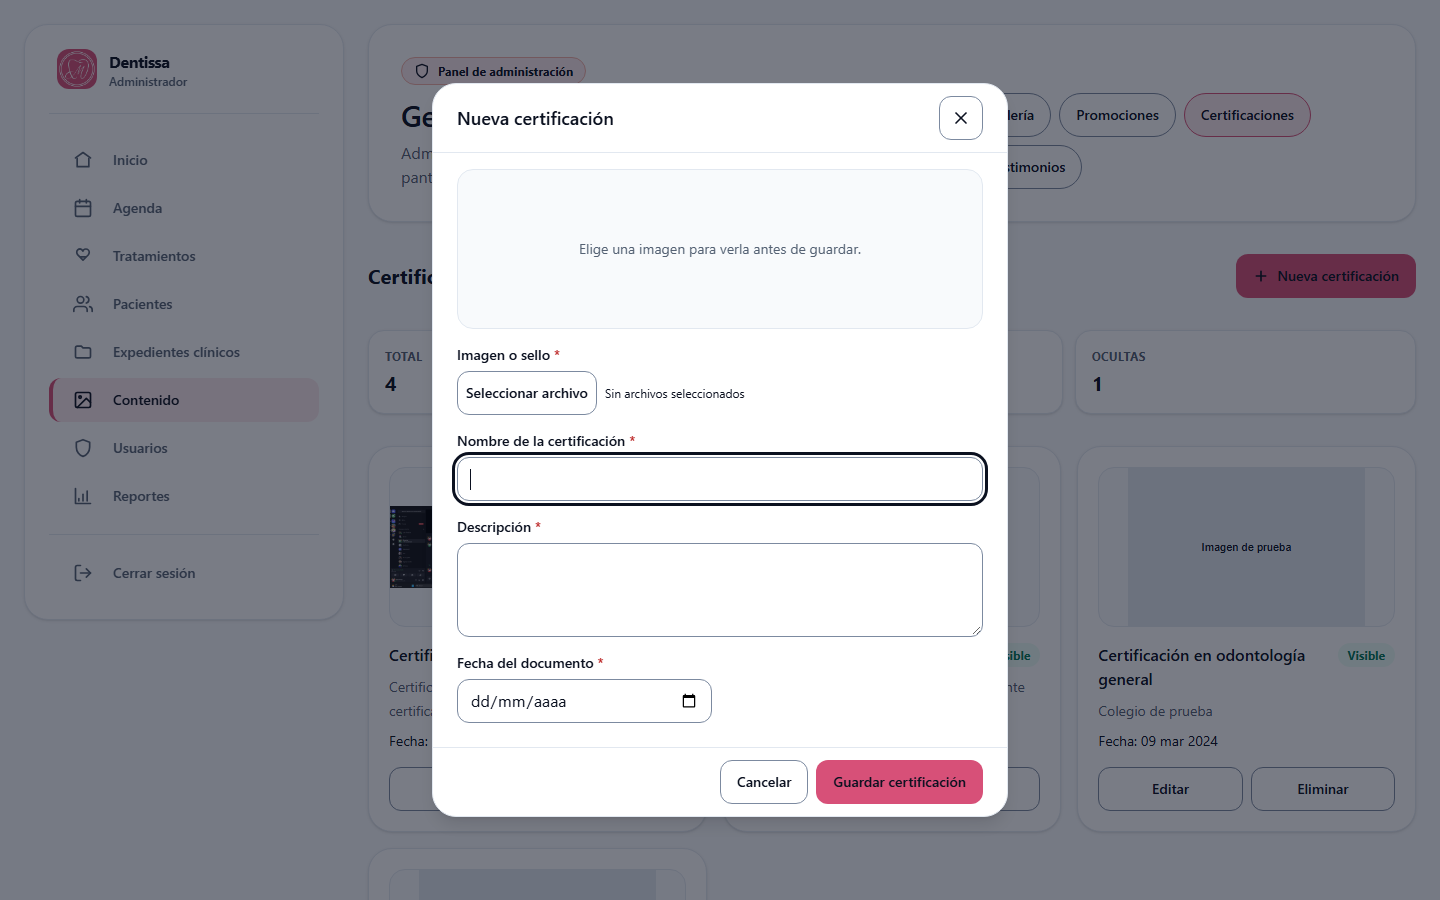 Dentissa
Administrador
Inicio
Agenda
Tratamientos
Pacientes
Expedientes clínicos
Contenido
Usuarios
Reportes
Cerrar sesión
Panel de administración
Promociones
Certificaciones
Nueva certificación
TOTAL
4
OCULTAS
1
Nueva certificación
Elige una imagen para verla antes de guardar.
Imagen o sello *
Seleccionar archivo
Sin archivos seleccionados
Nombre de la certificación *
Descripción *
Fecha del documento *
dd/mm/aaaa
Cancelar
Guardar certificación
Fecha:
Imagen de prueba
Certificación en odontología
general
Visible
Colegio de prueba
Fecha: 09 mar 2024
Editar
Eliminar